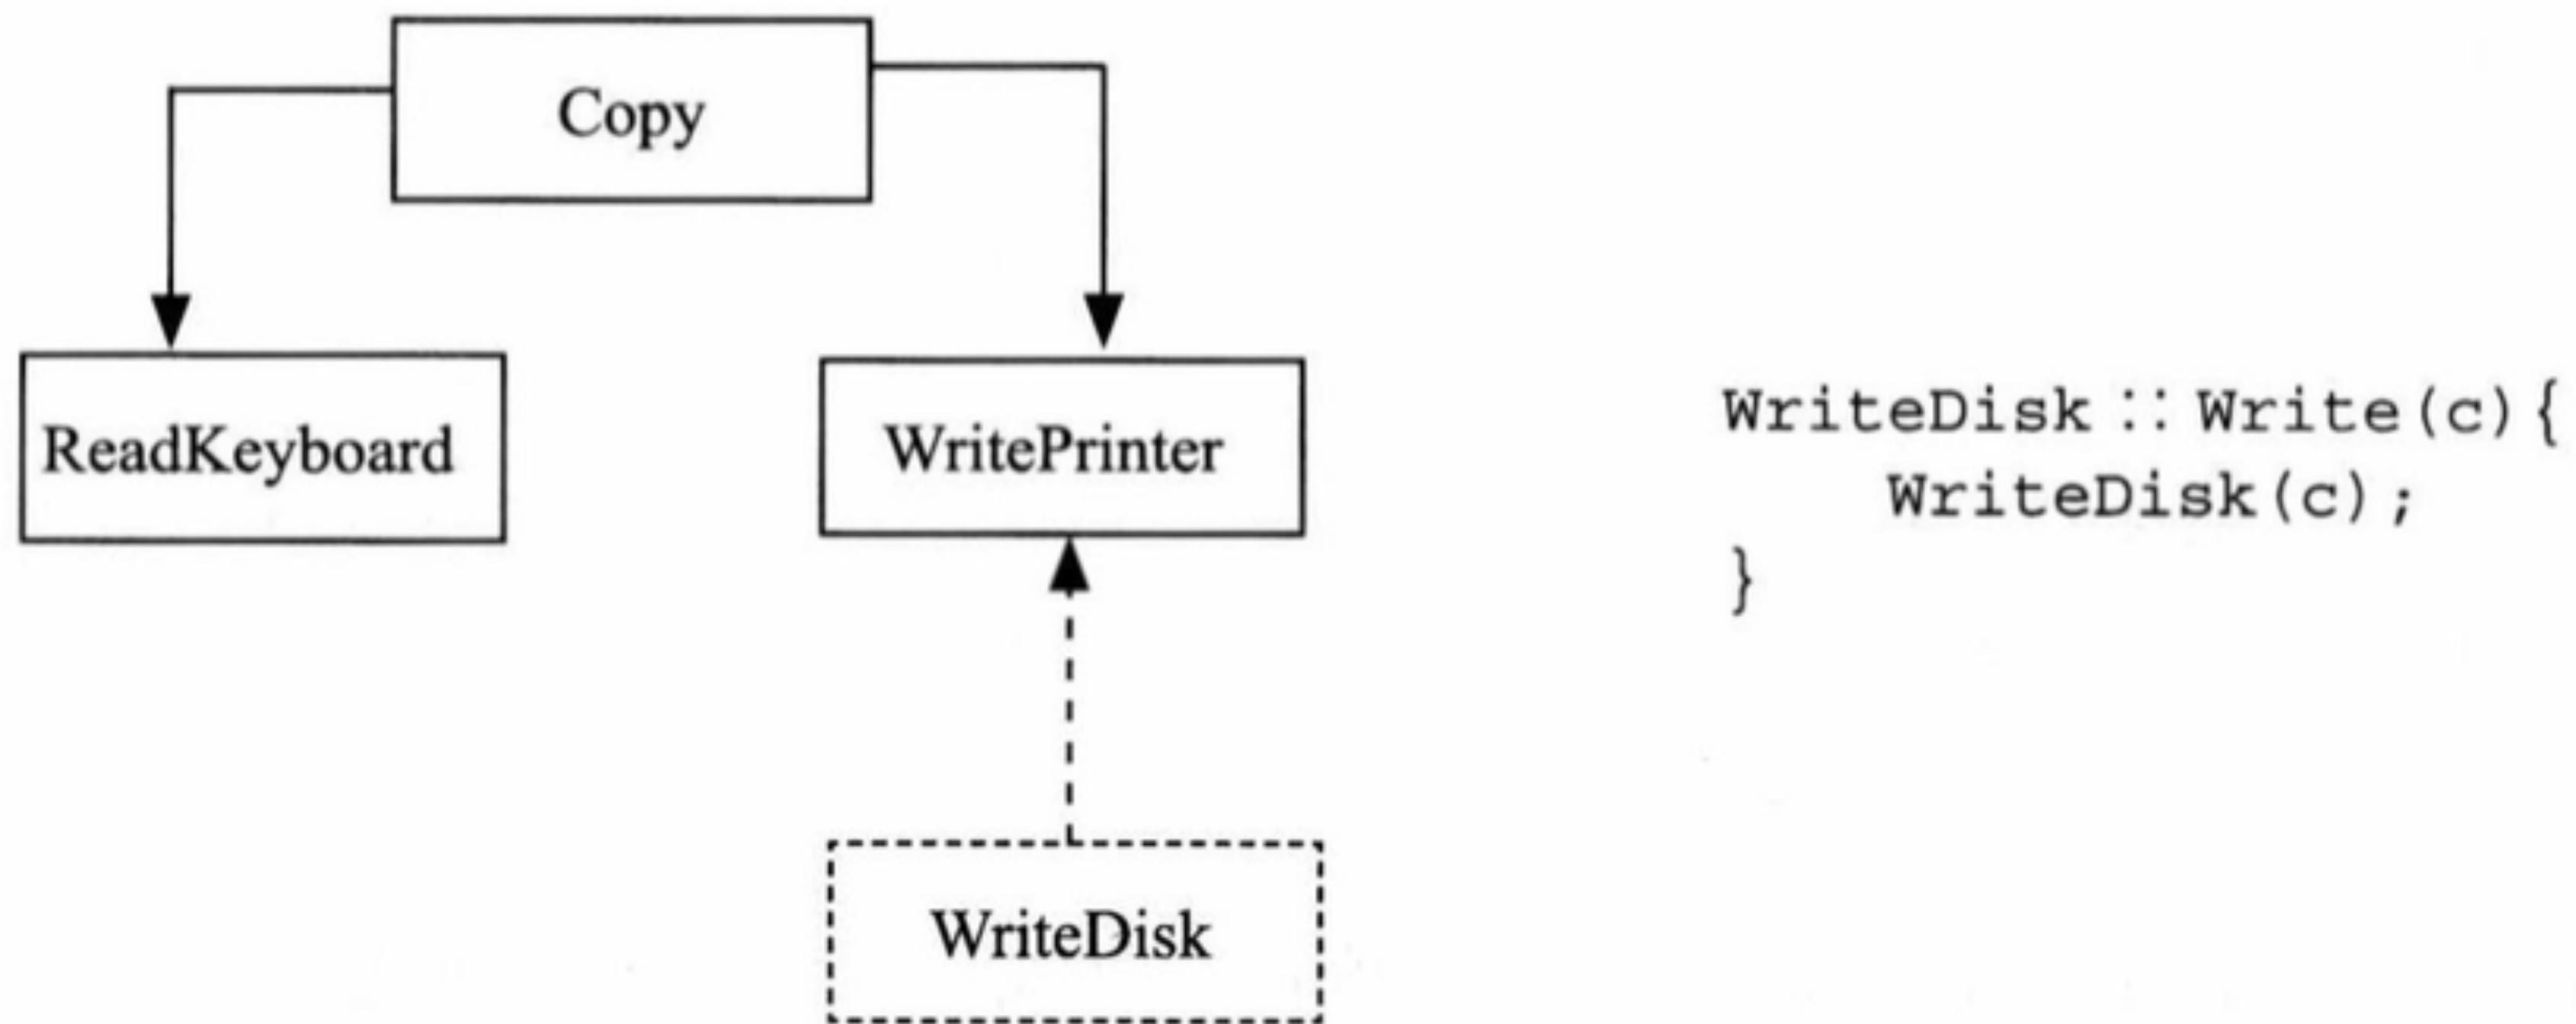 Copy
ReadKeyboard
WritePrinter
WriteDisk :: Write(c){
WriteDisk(c);
}
WriteDisk